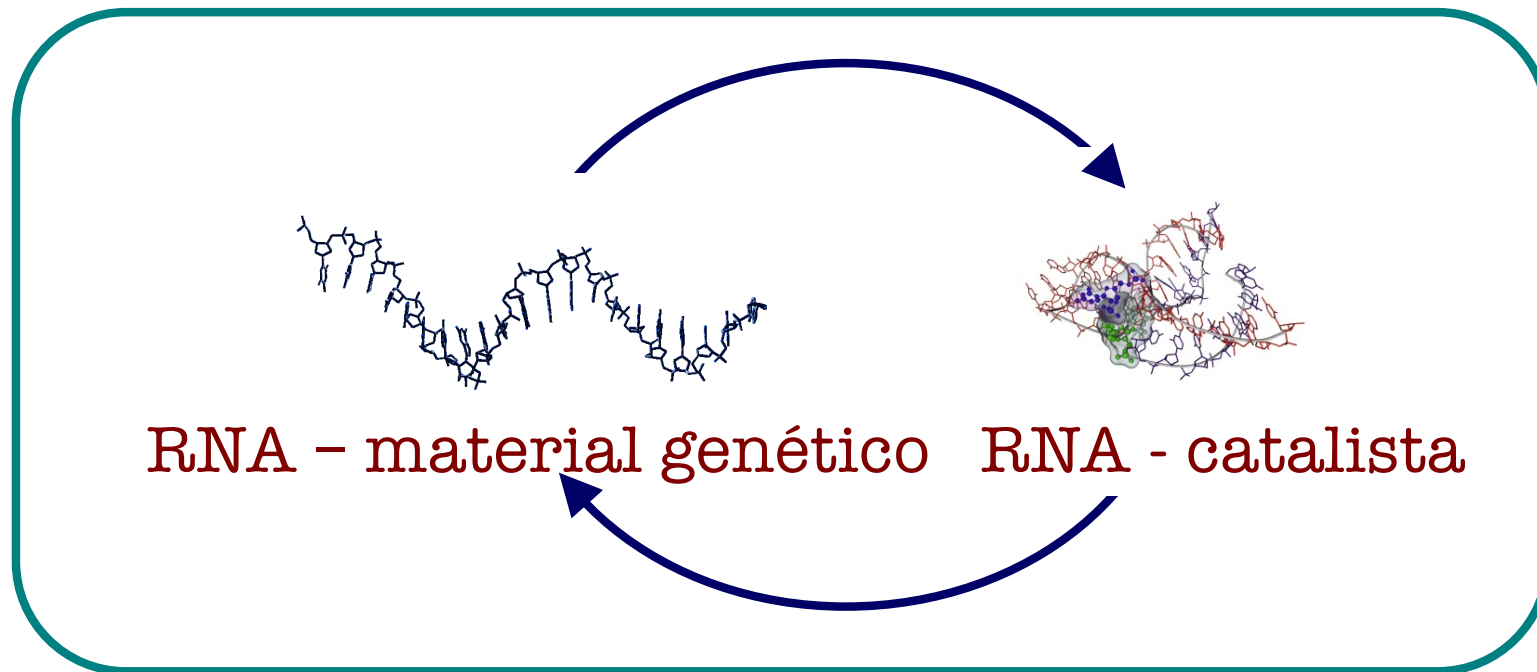 RNA – material genético
RNA - catalista